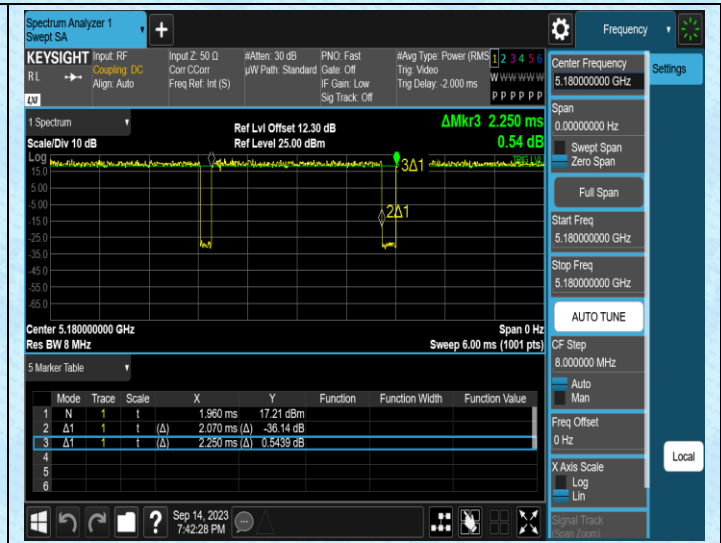 Spectrum Analyzer 1
Swept SA
+
Frequency
KEYSIGHT
RL
LXI
Input: RF
Coupling: DC
Align: Auto
Input Z: 50 Ω
Corr CCorr
Freq Ref: Int (S)
#Atten: 30 dB
µW Path: Standard
PNO: Fast
Gate: Off
IF Gain: Low
Sig Track: Off
#Avg Type: Power (RMS
Trig: Video
Trig Delay: -2.000 ms
1 2 3 4 5 6
W W W W W W
P P P P P P
Center Frequency
5.180000000 GHz
Settings
Span
0.00000000 Hz
Swept Span
Zero Span
Full Span
Start Freq
5.180000000 GHz
Stop Freq
5.180000000 GHz
AUTO TUNE
CF Step
8.000000 MHz
Auto
Man
Freq Offset
0 Hz
X Axis Scale
Log
Lin
Signal Track
(Span Zoom)
Local
1 Spectrum
Scale/Div 10 dB
Ref Lvl Offset 12.30 dB
Ref Level 25.00 dBm
ΔMkr3 2.250 ms
0.54 dB
Log
TRIG LVL
15.0
5.00
-5.00
-15.0
-25.0
-35.0
-45.0
-55.0
-65.0
3Δ1
2Δ1
Center 5.180000000 GHz
Res BW 8 MHz
Span 0 Hz
Sweep 6.00 ms (1001 pts)
5 Marker Table
Mode Trace Scale X Y Function Function Width Function Value
1 N 1 t 1.960 ms 17.21 dBm
2 Δ1 1 t (Δ) 2.070 ms (Δ) -36.14 dB
3 Δ1 1 t (Δ) 2.250 ms (Δ) 0.5439 dB
4
5
6
?
Sep 14, 2023
7:42:28 PM